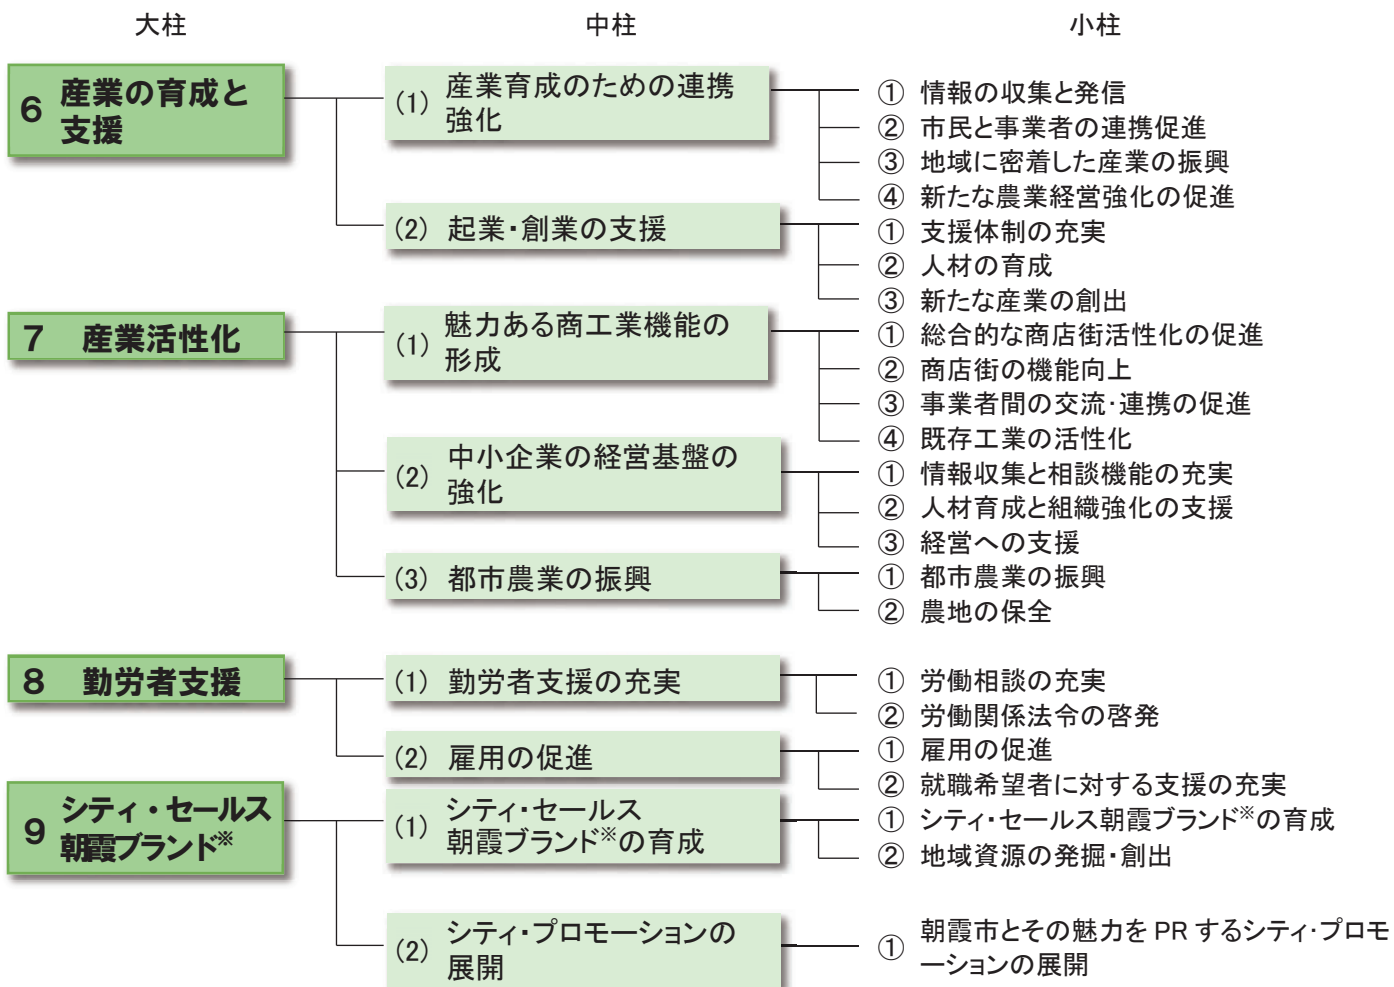 大柱 中柱 小柱
6 産業の育成と
支援
(1) 産業育成のための連携
強化
① 情報の収集と発信
② 市民と事業者の連携促進
③ 地域に密着した産業の振興
④ 新たな農業経営強化の促進
(2) 起業・創業の支援
① 支援体制の充実
② 人材の育成
③ 新たな産業の創出
7 産業活性化
(1) 魅力ある商工業機能の
形成
① 総合的な商店街活性化の促進
② 商店街の機能向上
③ 事業者間の交流・連携の促進
④ 既存工業の活性化
(2) 中小企業の経営基盤の
強化
① 情報収集と相談機能の充実
② 人材育成と組織強化の支援
③ 経営への支援
(3) 都市農業の振興
① 都市農業の振興
② 農地の保全
8 勤労者支援
(1) 勤労者支援の充実
① 労働相談の充実
② 労働関係法令の啓発
(2) 雇用の促進
① 雇用の促進
② 就職希望者に対する支援の充実
9 シティ・セールス
朝霞ブランド※
(1) シティ・セールス
朝霞ブランド※の育成
① シティ・セールス朝霞ブランド※の育成
② 地域資源の発掘・創出
(2) シティ・プロモーションの
展開
① 朝霞市とその魅力を PR するシティ・プロモ
ーションの展開